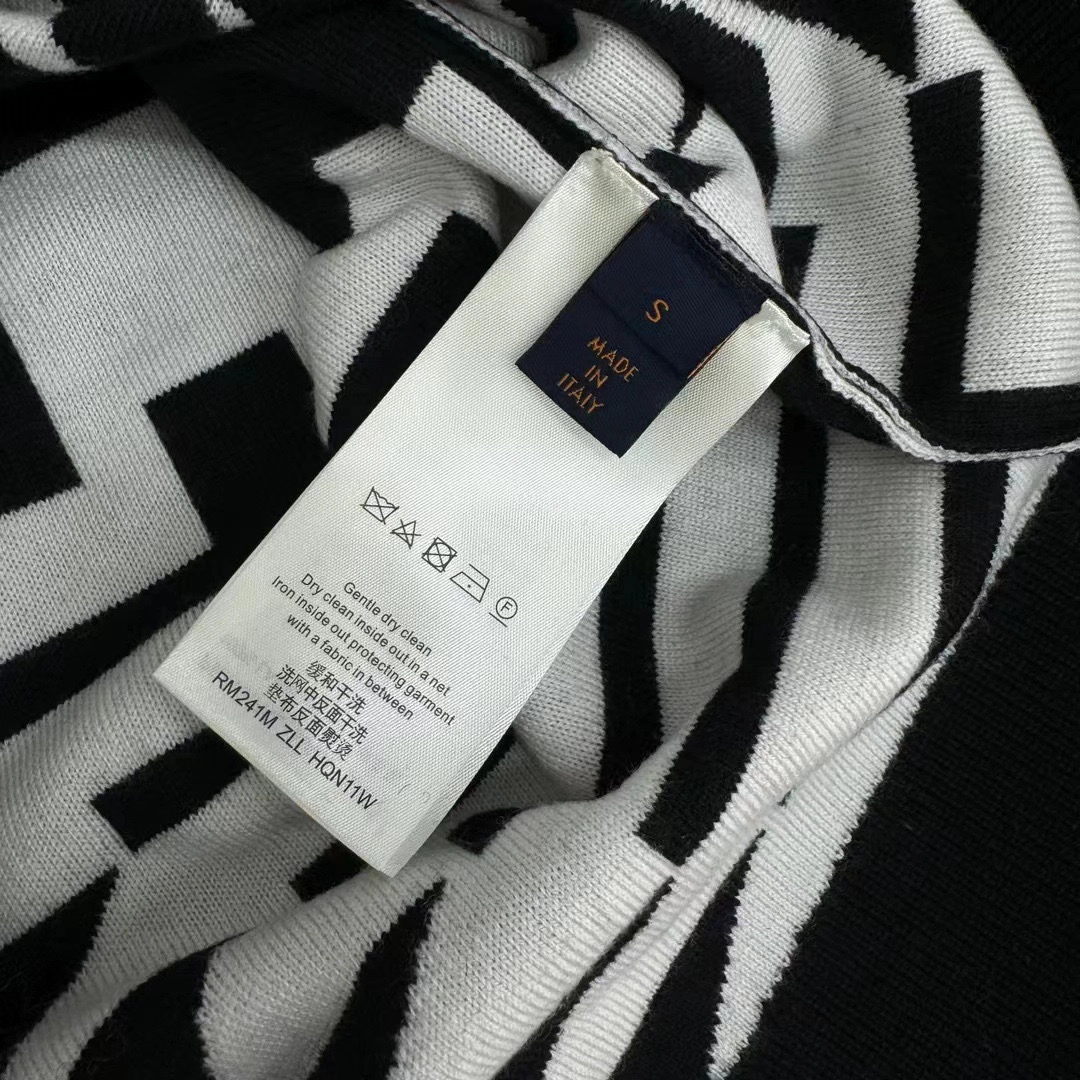 S
MADE
IN
ITALY
F
Gentle dry clean
Dry clean inside out in a net
Iron inside out protecting garment
with a fabric in between
缓和干洗
洗网中反面干洗
垫布反面熨烫
RM241M ZLL HQN11W